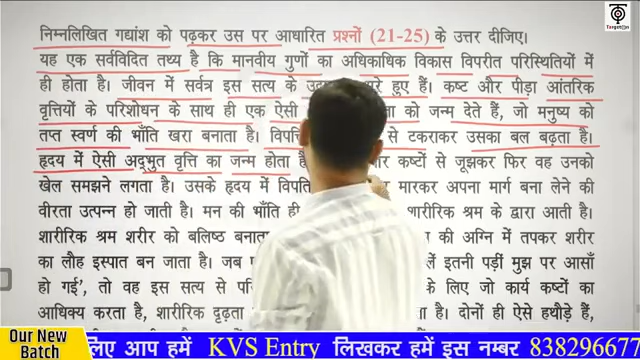 Target
निम्नलिखित गद्यांश को पढ़कर उस पर आधारित प्रश्नों (21-25) के उत्तर दीजिए।
यह एक सर्वविदित तथ्य है कि मानवीय गुणों का अधिकाधिक विकास विपरीत परिस्थितियों में
ही होता है। जीवन में सर्वत्र इस सत्य के हुए हैं। कष्ट और पीड़ा आंतरिक
वृत्तियों के परिशोधन के साथ ही एक ऐसी को जन्म देते हैं, जो मनुष्य को
तप्त स्वर्ण की भाँति खरा बनाता है। से टकराकर उसका बल बढ़ता है।
हृदय में ऐसी अद्भुत वृत्ति का जन्म होता है कष्टों से जूझकर फिर वह उनको
खेल समझने लगता है। उसके हृदय में मारकर अपना मार्ग बना लेने की
वीरता उत्पन्न हो जाती है। मन की भाँति ही शारीरिक श्रम के द्वारा आती है।
शारीरिक श्रम शरीर को बलिष्ठ की अग्नि में तपकर शरीर
का लौह इस्पात बन जाता है। जब इतनी पड़ीं मुझ पर आसाँ
हो गईं', तो वह इस सत्य से के लिए जो कार्य कष्टों का
आधिक्य करता है, शारीरिक दृढ़ता है। दोनों ही ऐसे हथौड़े हैं,
Our New
Batch
लिए आप हमें KVS Entry लिखकर हमें इस नम्बर 838296677